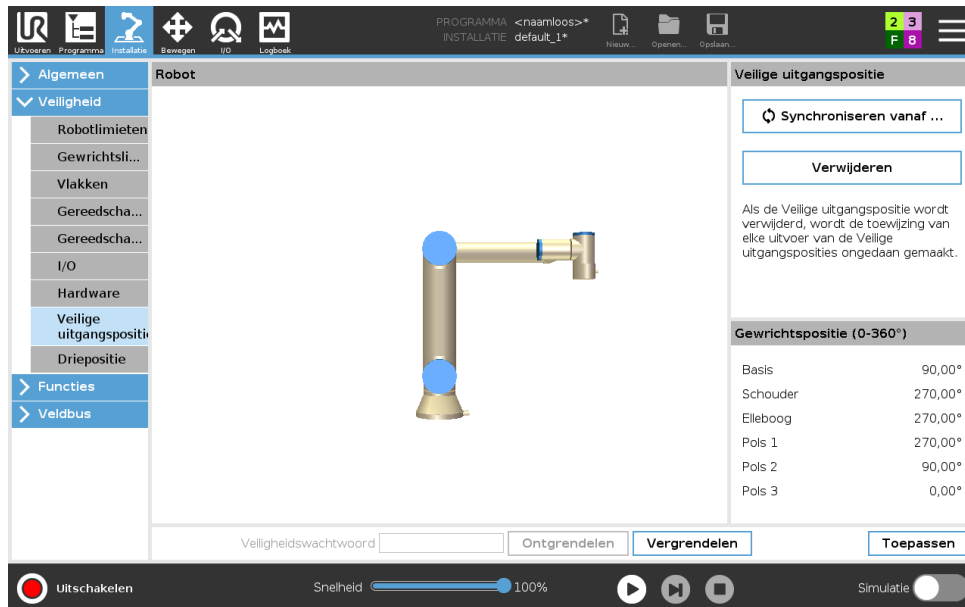 PROGRAMMA <naamloos>*
INSTALLATIE default_1*
Uitvoeren Programma Installatie Bewegen I/O Logboek Nieuw... Openen... Opslaan...
2 3
F 8
Algemeen
Veiligheid
Robotlimieten
Gewrichtsli...
Vlakken
Gereedscha...
Gereedscha...
I/O
Hardware
Veilige
uitgangspositie
Driepositie
Functies
Veldbus
Robot
Veilige uitgangspositie
Synchroniseren vanaf ...
Verwijderen
Als de Veilige uitgangspositie wordt
verwijderd, wordt de toewijzing van
elke uitvoer van de Veilige
uitgangsposities ongedaan gemaakt.
Gewrichtspositie (0-360°)
Basis 90,00°
Schouder 270,00°
Elleboog 270,00°
Pols 1 270,00°
Pols 2 90,00°
Pols 3 0,00°
Veiligheidswachtwoord Ontgrendelen Vergrendelen Toepassen
Uitschakelen Snelheid 100% Simulatie